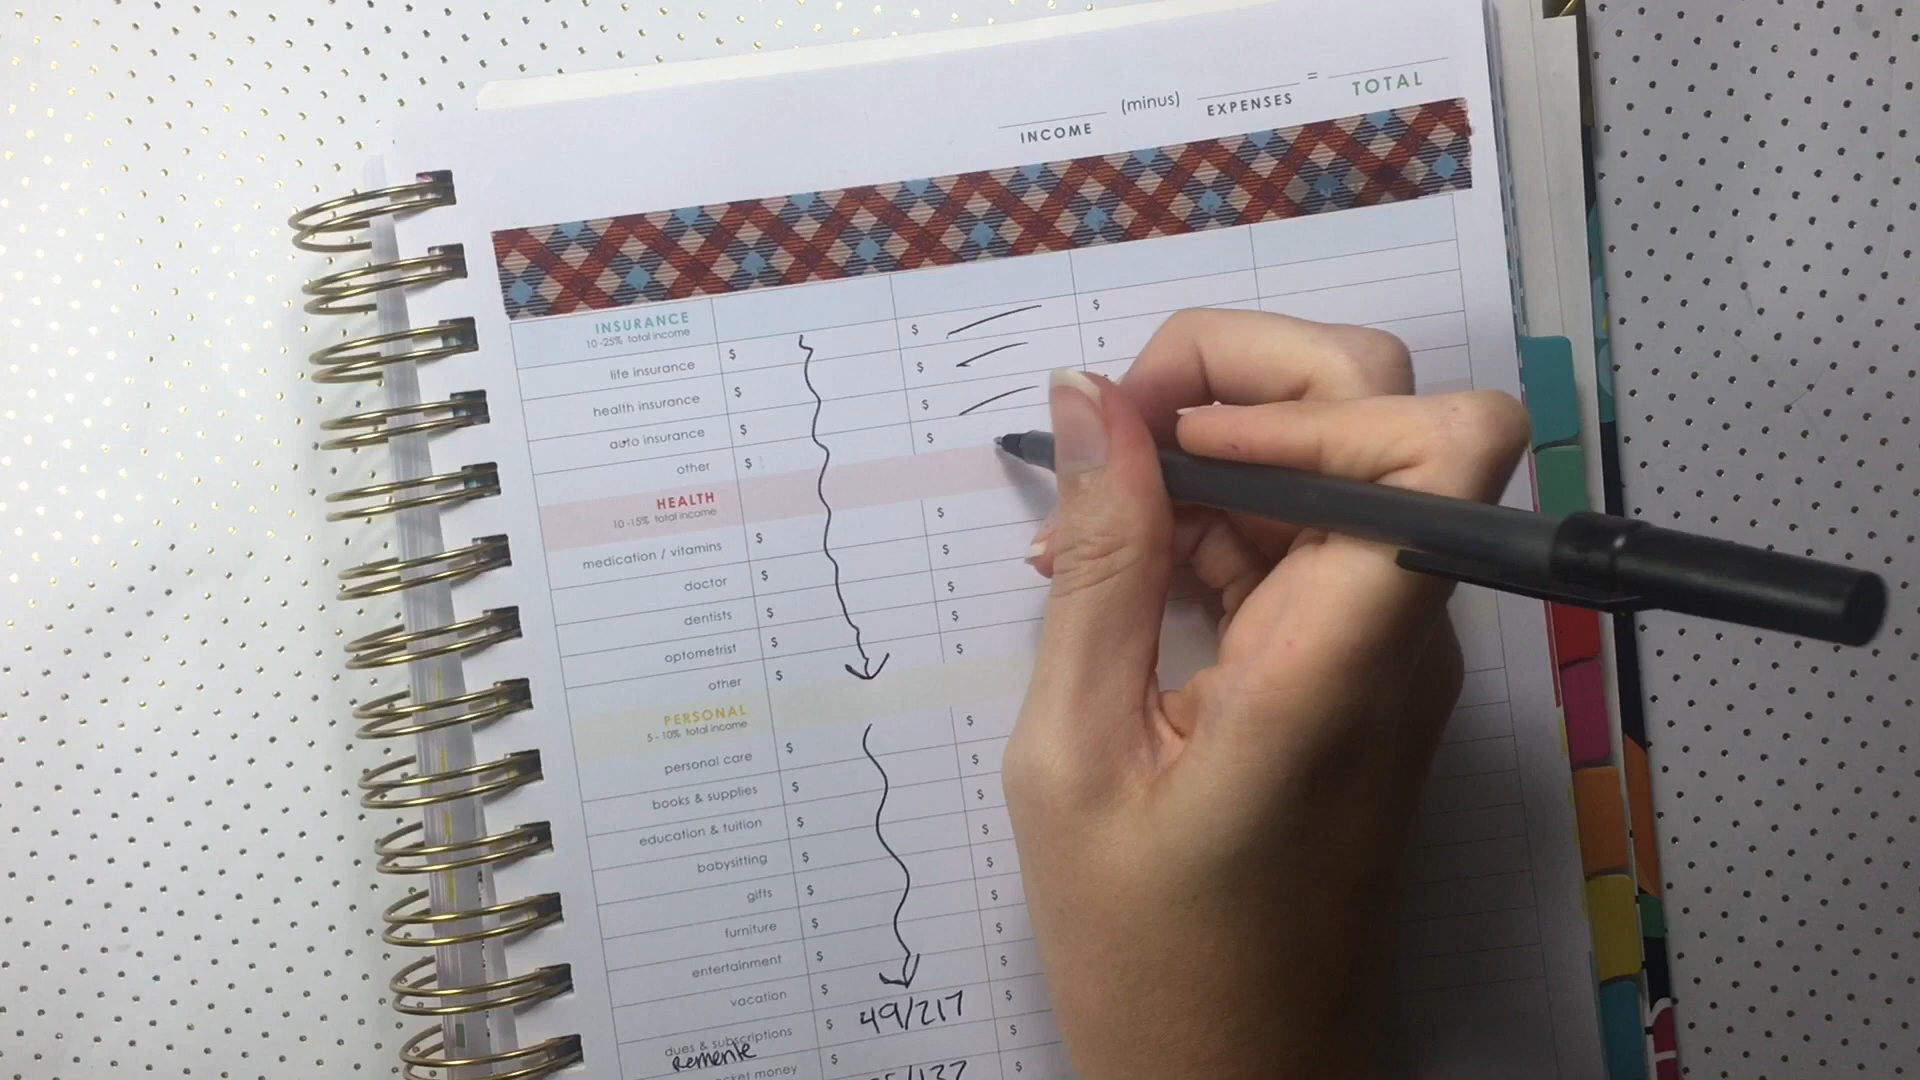 INCOME (minus) EXPENSES = TOTAL
INSURANCE
10-25% total income
life insurance $ $ $
health insurance $ $ $
auto insurance $ $
other $ $
HEALTH
10-15% total income
medication / vitamins $ $
doctor $ $
dentists $ $
optometrist $ $
other $ $
PERSONAL
5-10% total income
personal care $ $
books & supplies $ $
education & tuition $ $
babysitting $ $
gifts $ $
furniture $ $
entertainment $ $
vacation $ $
dues & subscriptions $ 49/217 $
money $ $
/137 $